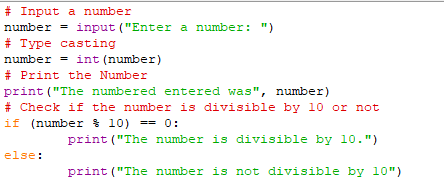 # Input a number
number = input("Enter a number: ")
# Type casting
number = int(number)
# Print the Number
print("The numbered entered was", number)
# Check if the number is divisible by 10 or not
if (number % 10) == 0:
        print("The number is divisible by 10.")
else:
        print("The number is not divisible by 10")